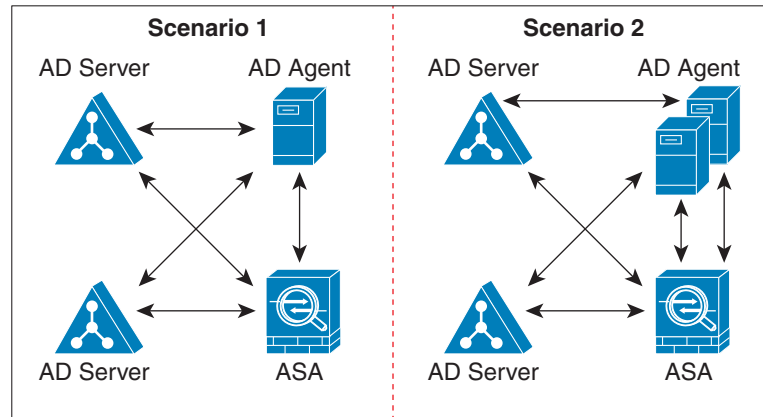 Scenario 1
AD Server
AD Agent
AD Server
ASA
Scenario 2
AD Server
AD Agent
AD Server
ASA